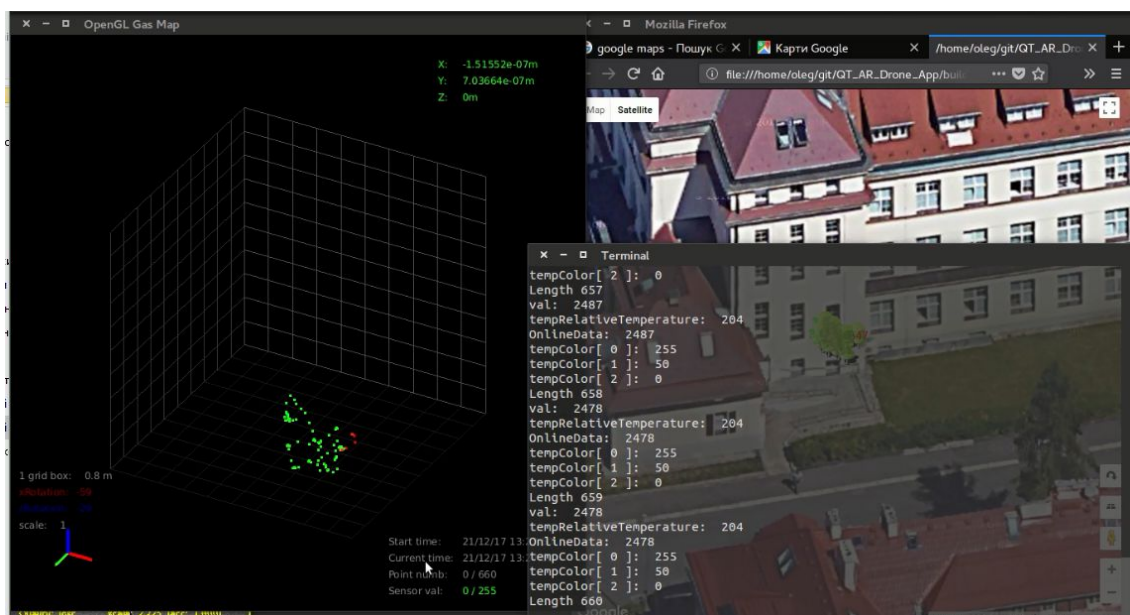 OpenGL Gas Map
X: -1.51552e-07m
Y: 7.03664e-07m
Z: 0m
1 grid box: 0.8 m
xRotation: -59
scale: 1
Start time: 21/12/17 13:
Current time: 21/12/17 13:
Point numb: 0 / 660
Sensor val: 0 / 255
Mozilla Firefox
google maps - Пошук G
Карти Google
/home/oleg/git/QT_AR_Dro
file:///home/oleg/git/QT_AR_Drone_App/buil
Map Satellite
Terminal
tempColor[ 2 ]: 0
Length 657
val: 2487
tempRelativeTemperature: 204
OnlineData: 2487
tempColor[ 0 ]: 255
tempColor[ 1 ]: 50
tempColor[ 2 ]: 0
Length 658
val: 2478
tempRelativeTemperature: 204
OnlineData: 2478
tempColor[ 0 ]: 255
tempColor[ 1 ]: 50
tempColor[ 2 ]: 0
Length 659
val: 2478
tempRelativeTemperature: 204
OnlineData: 2478
tempColor[ 0 ]: 255
tempColor[ 1 ]: 50
tempColor[ 2 ]: 0
Length 660
Google